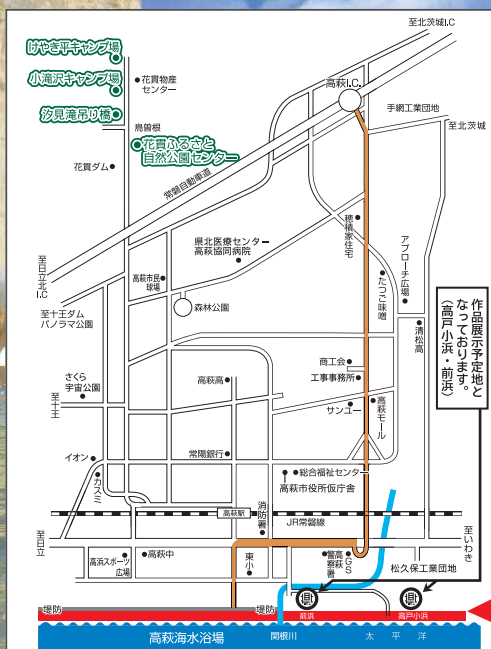 至北茨城I.C
けやき平キャンプ場
高萩I.C.
花貫物産
センター
小滝沢キャンプ場
手綱工業団地
汐見滝吊り橋
至北茨城
鳥曽根
花貫ふるさと
自然公園センター
花貫ダム
常磐自動車道
穂積家住宅
アプローチ広場
県北医療センター
高萩協同病院
至日立北I.C
高萩市民
球場
たつご味噌
森林公園
至十王ダム
パノラマ公園
清松高
作品展示予定地と
なっております。
(高戸小浜・前浜)
商工会
工事事務所
さくら
宇宙公園
高萩高
至十王
サンユー
高萩モール
イオン
常陽銀行
カスミ
総合福祉センター
高萩市役所仮庁舎
高萩駅
消防署
JR常磐線
至日立
至いわき
高浜スポーツ
広場
高萩中
東小
高萩
警察署
GS
松久保工業団地
県
県
堤防
堤防
前浜
高戸小浜
高萩海水浴場
関根川
太平洋